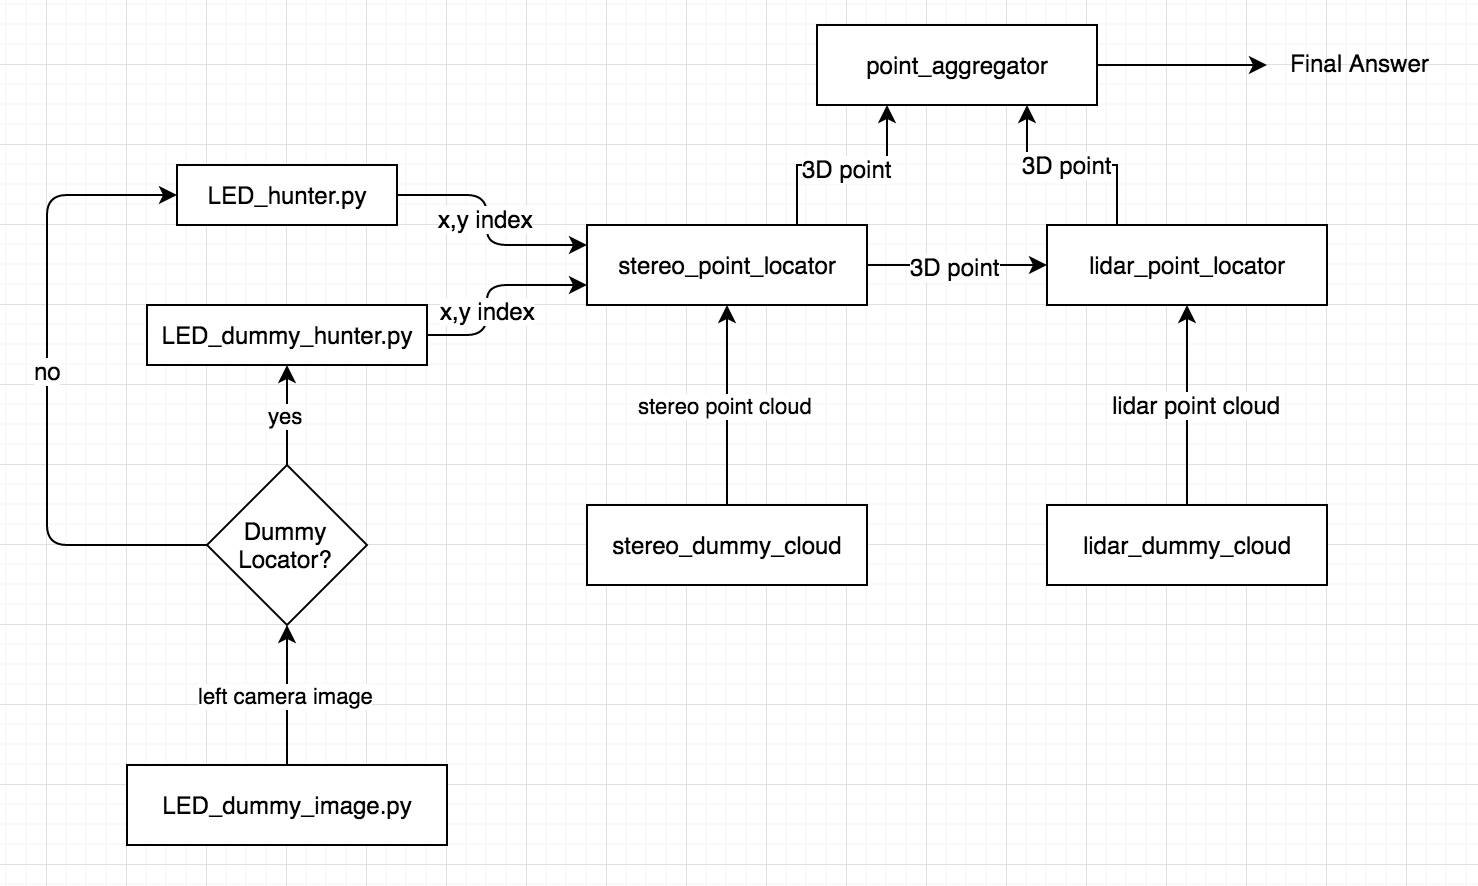 point_aggregator
Final Answer
3D point
3D point
LED_hunter.py
x,y index
stereo_point_locator
3D point
lidar_point_locator
x,y index
LED_dummy_hunter.py
no
yes
stereo point cloud
lidar point cloud
Dummy
Locator?
stereo_dummy_cloud
lidar_dummy_cloud
left camera image
LED_dummy_image.py